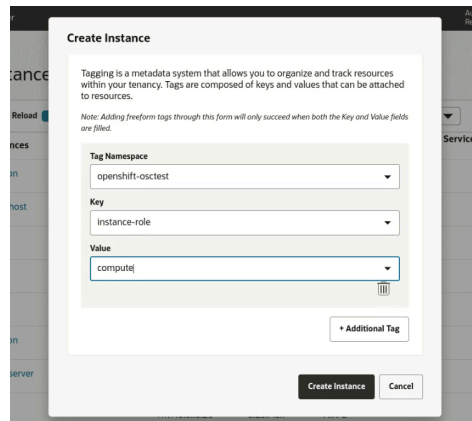 Create Instance
Tagging is a metadata system that allows you to organize and track resources
within your tenancy. Tags are composed of keys and values that can be attached
to resources.
Note: Adding freeform tags through this form will only succeed when both the Key and Value fields
are filled.
Reload
Tag Namespace
openshift-osctest
Key
instance-role
Value
compute
+ Additional Tag
Create Instance
Cancel
Service
host
server